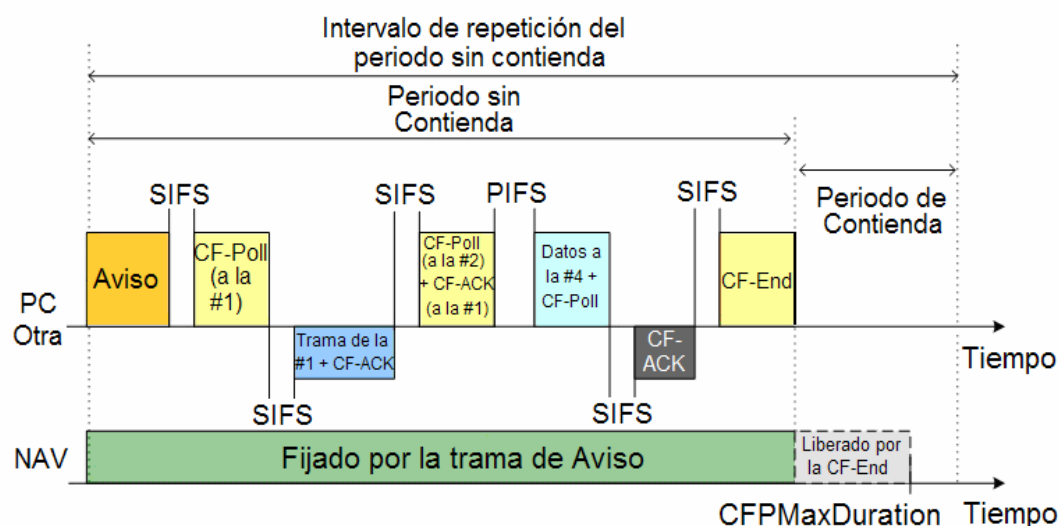 Intervalo de repetición del
periodo sin contienda
Periodo sin
Contienda
SIFS
SIFS
PIFS
SIFS
Periodo de
Contienda
Aviso
CF-Poll
(a la
#1)
CF-Poll
(a la #2)
+ CF-ACK
(a la #1)
Datos a
la #4 +
CF-Poll
CF-End
PC
Otra
Trama de la
#1 + CF-ACK
CF-
ACK
Tiempo
SIFS
SIFS
NAV
Fijado por la trama de Aviso
Liberado por
la CF-End
CFPMaxDuration
Tiempo